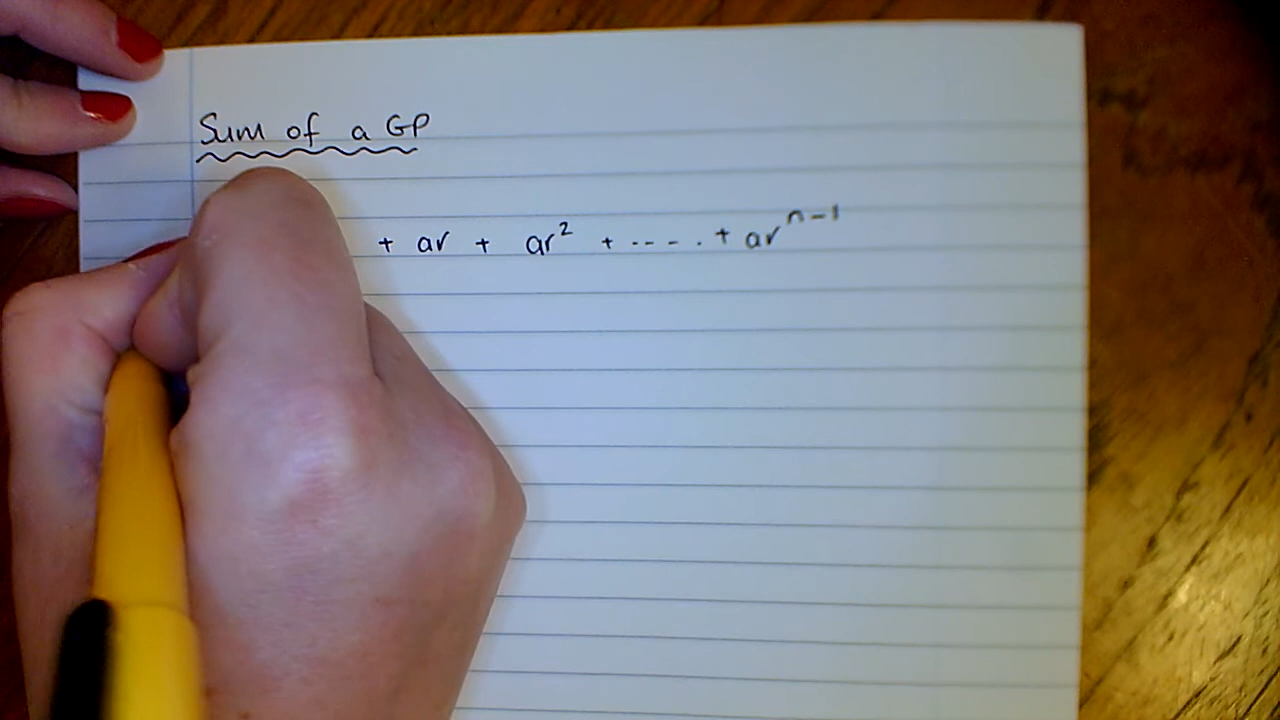 Sum of a GP
+ ar + ar² + ----. + arⁿ⁻¹